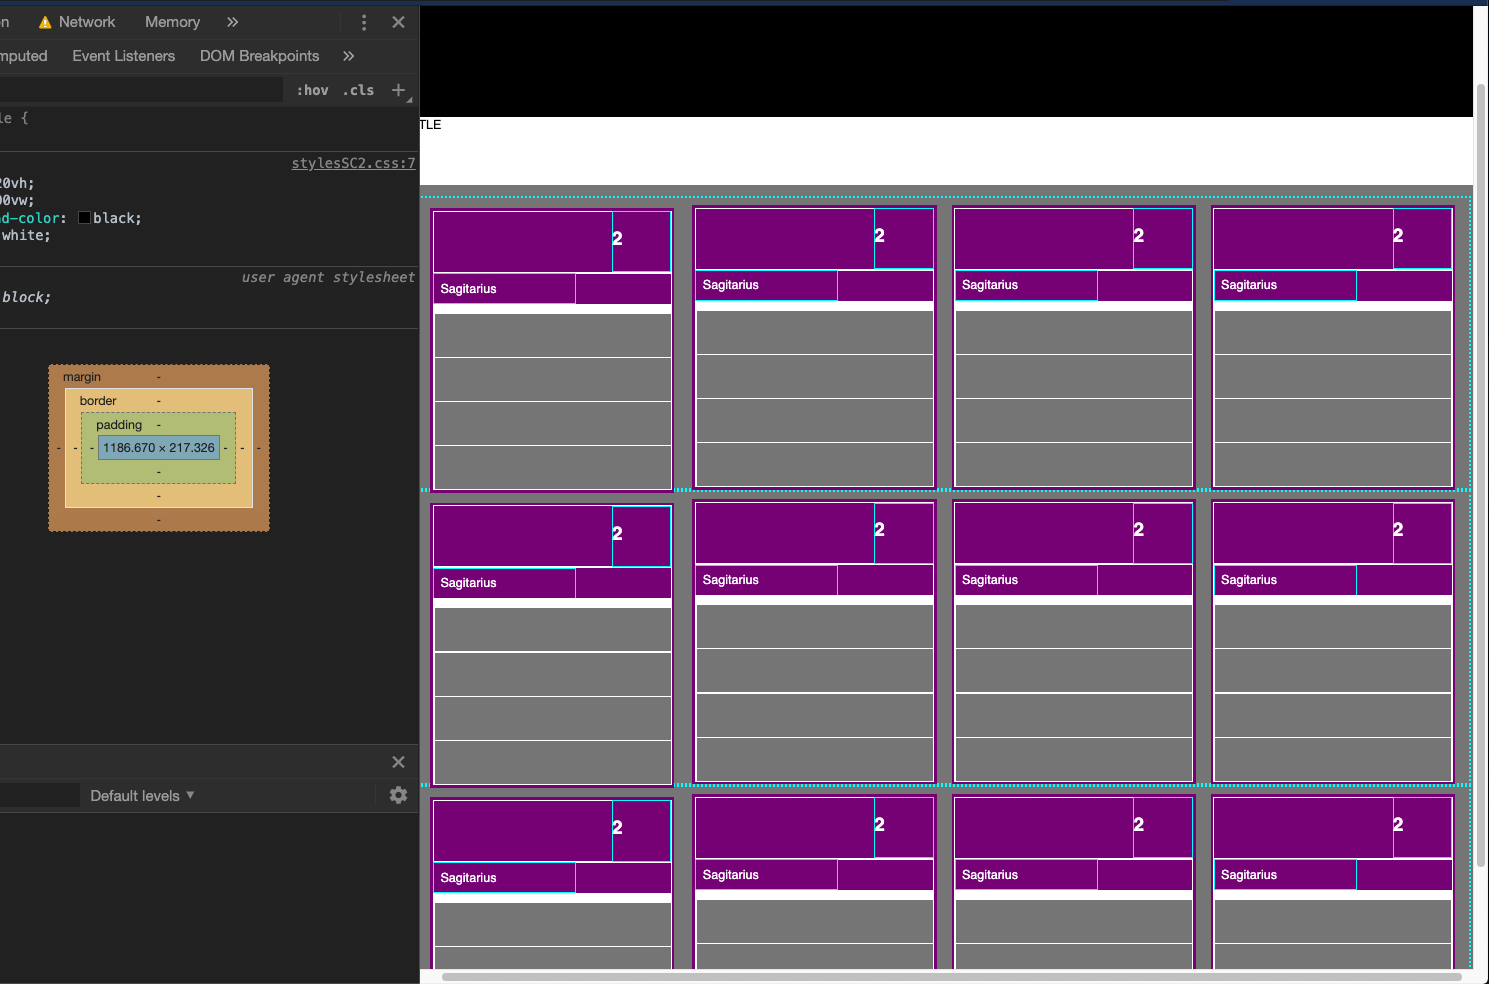 n Network Memory »
mputed Event Listeners DOM Breakpoints »
:hov .cls +
le {
stylesSC2.css:7
20vh;
00vw;
nd-color: black;
white;
user agent stylesheet
block;
margin -
border -
padding -
- - - 1186.670 × 217.326 - - -
-
-
-
Default levels ▼
TLE
2 2 2 2
Sagitarius Sagitarius Sagitarius Sagitarius
2 2 2 2
Sagitarius Sagitarius Sagitarius Sagitarius
2 2 2 2
Sagitarius Sagitarius Sagitarius Sagitarius